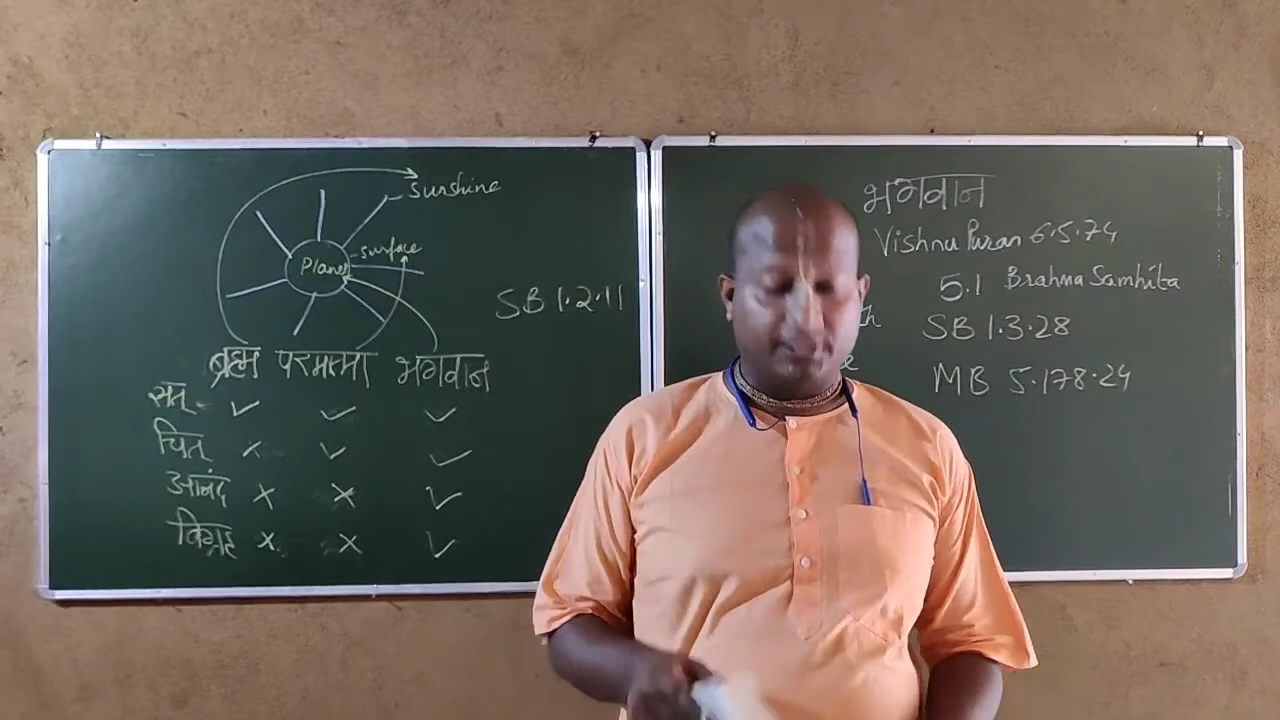 Sunshine
Surface
Planet
SB 1.2.11
ब्रह्म परमात्मा भगवान
सत् ✓ ✓ ✓
चित् × ✓ ✓
आनंद × × ✓
विग्रह × × ✓
भगवान
Vishnu Puran 6.5.74
5.1 Brahma Samhita
SB 1.3.28
MB 5.178.24